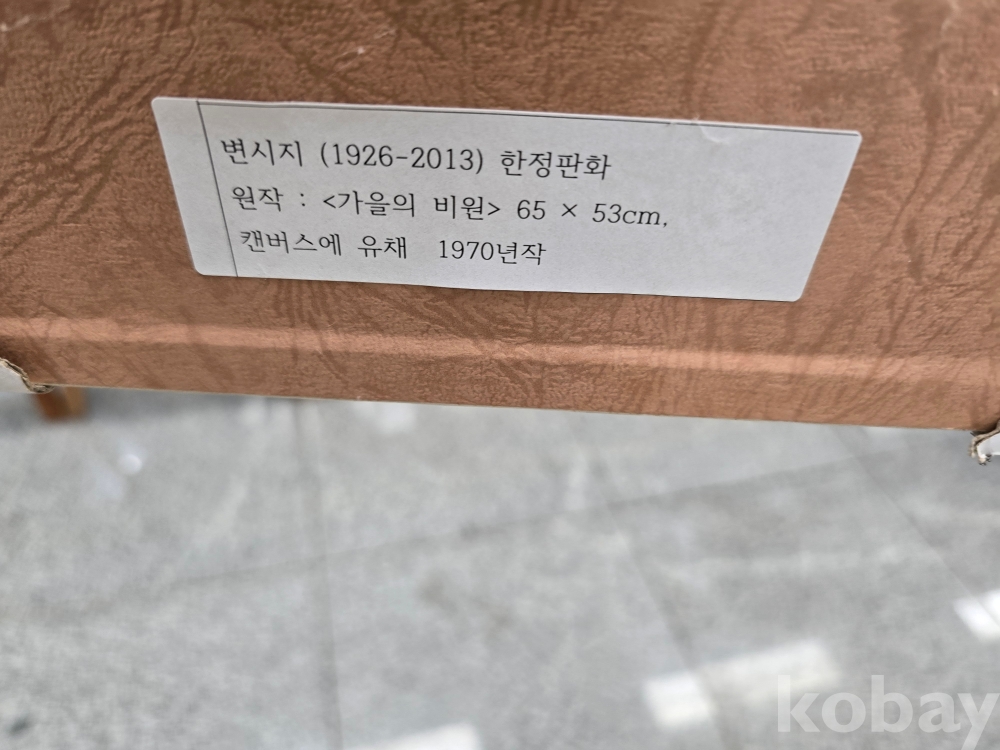 변시지 (1926-2013) 한정판화
원작 : <가을의 비원> 65 × 53cm,
캔버스에 유채 1970년작
kobay